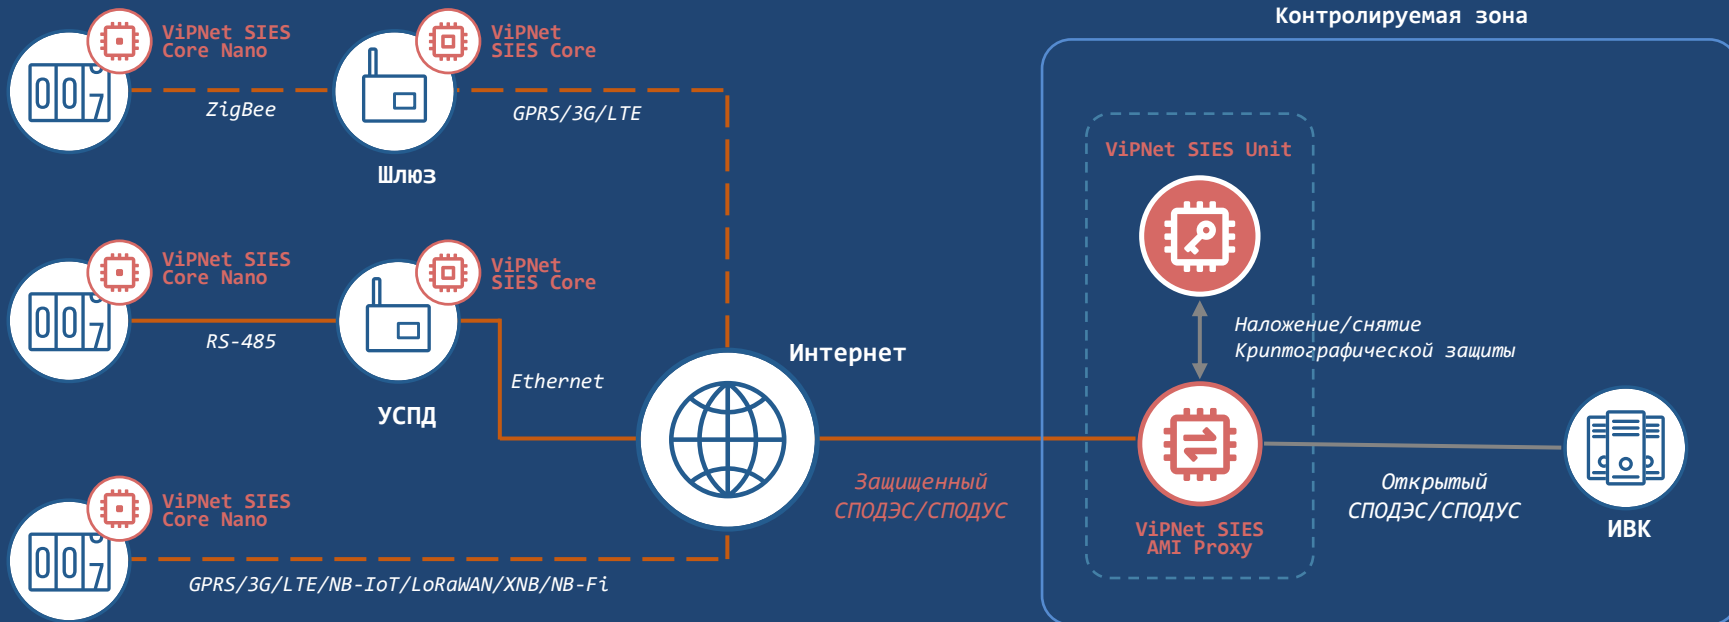 Контролируемая зона
ViPNet SIES
Core Nano
ViPNet
SIES Core
007
ZigBee
GPRS/3G/LTE
Шлюз
ViPNet SIES Unit
ViPNet SIES
Core Nano
ViPNet
SIES Core
007
RS-485
Ethernet
УСПД
Интернет
Наложение/снятие
Криптографической защиты
Защищенный
СПОДЭС/СПОДУС
Открытый
СПОДЭС/СПОДУС
ViPNet SIES
AMI Proxy
ИВК
ViPNet SIES
Core Nano
007
GPRS/3G/LTE/NB-IoT/LoRaWAN/XNB/NB-Fi